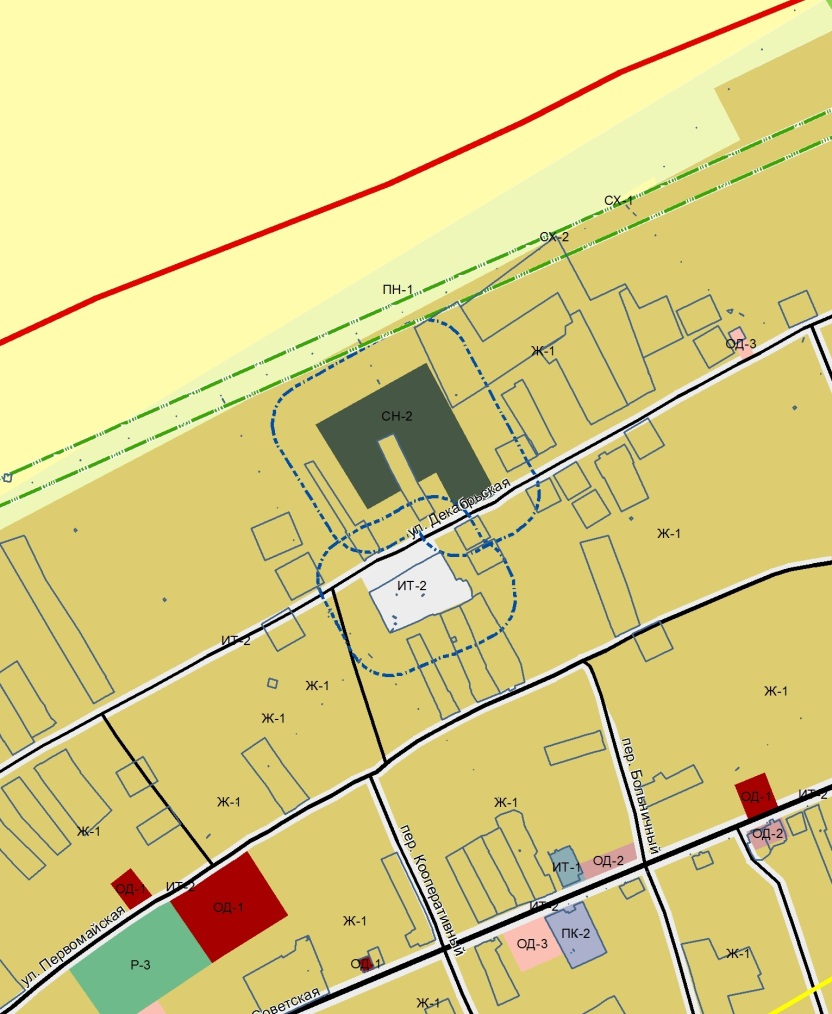 СХ-1
СХ-2
ПН-1
ОД-3
Ж-1
СН-2
ул. Декабрьская
Ж-1
ИТ-2
ИТ-2
Ж-1
Ж-1
Ж-1
пер. Больничный
Ж-1
Ж-1
ОД-1
ИТ-2
Ж-1
ОД-2
пер. Кооперативный
ОД-2
ИТ-1
ОД-1
ИТ-2
ОД-1
ИТ-2
Ж-1
ПК-2
ОД-3
ул. Первомайская
Р-3
ОД-1
Ж-1
Советская
Ж-1